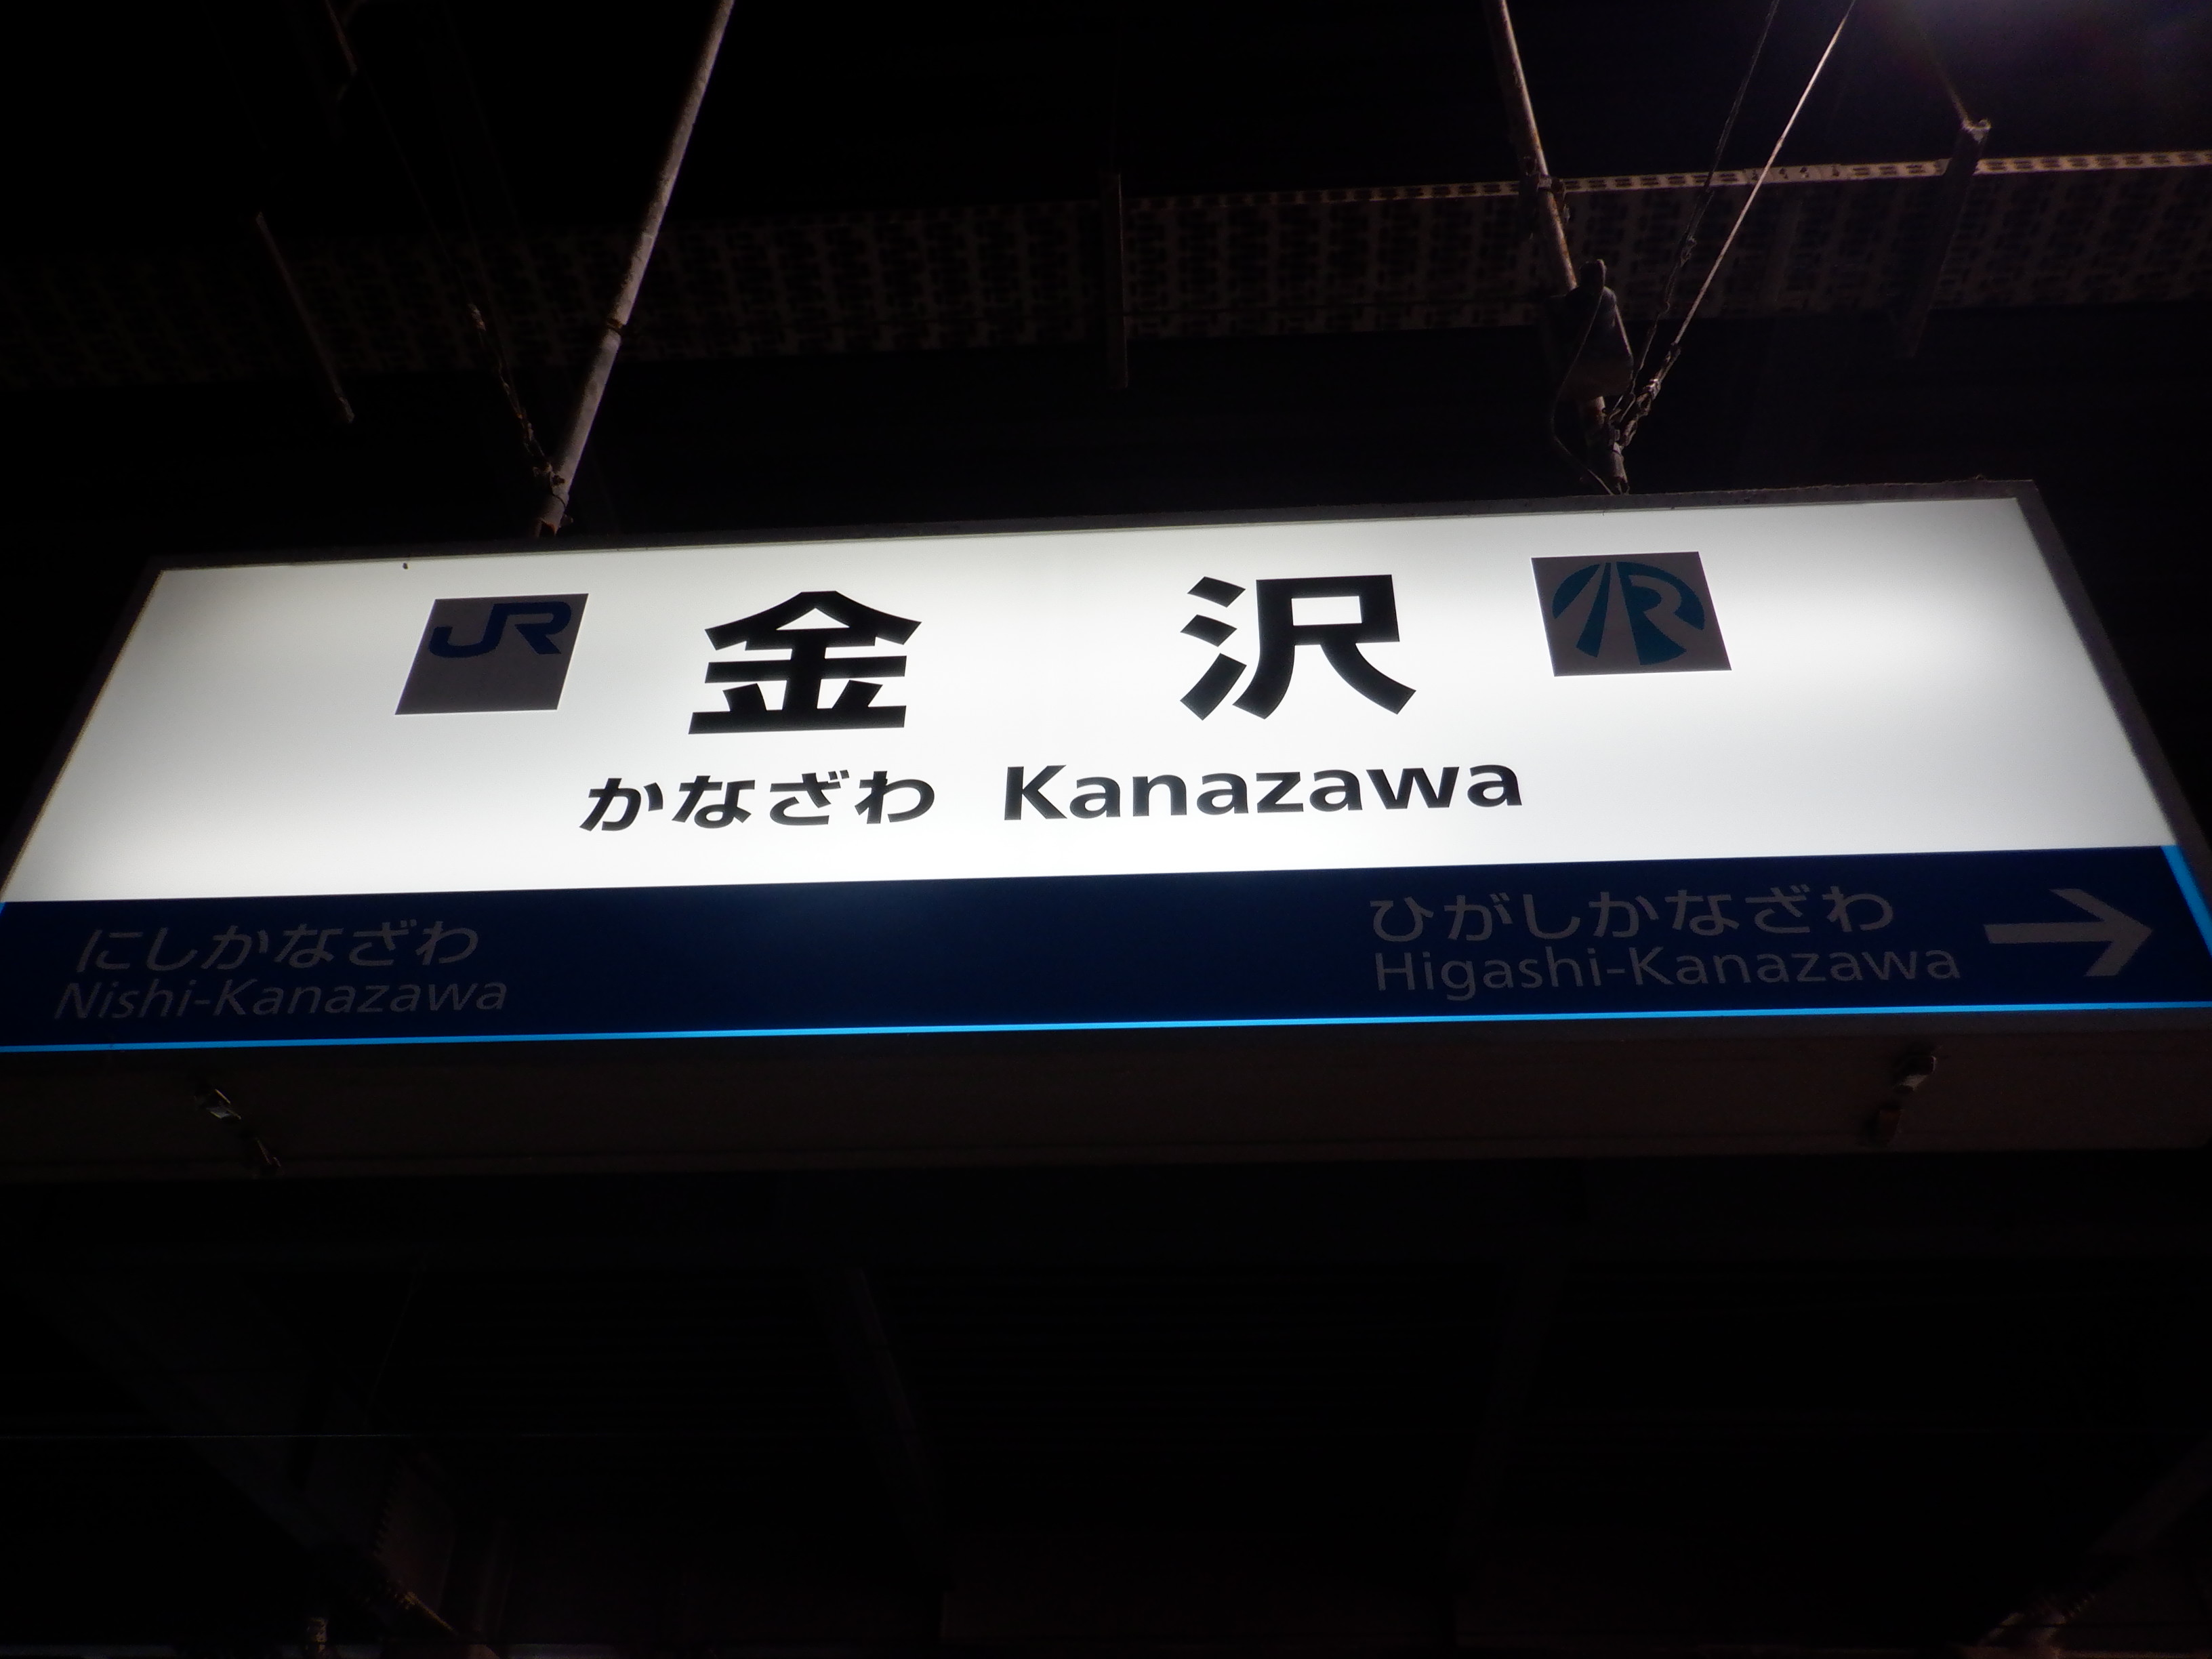 JR 金沢 IR
かなざわ Kanazawa
にしかなざわ
Nishi-Kanazawa
ひがしかなざわ
Higashi-Kanazawa